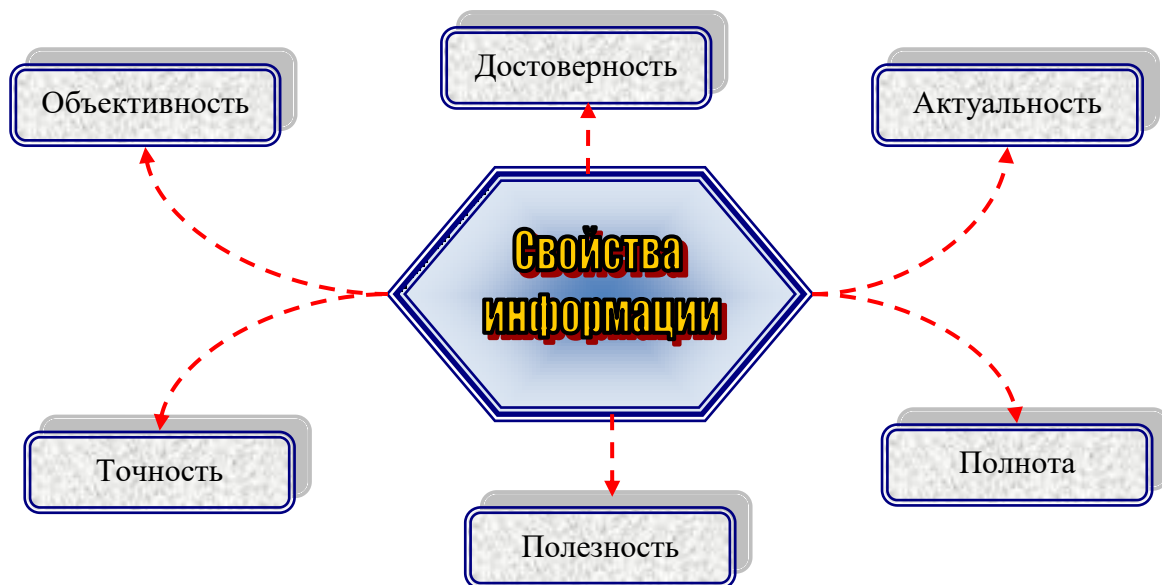 Достоверность
Объективность
Актуальность
Свойства
информации
Точность
Полнота
Полезность